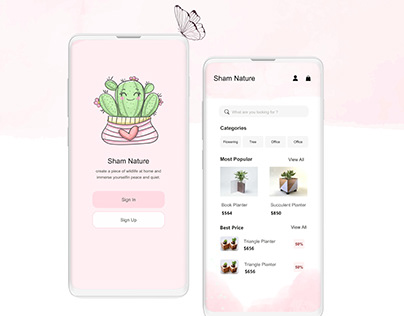 Sham Nature
create a piece of wildlife at home and
immerse yourselfin peace and quiet.
Sign In
Sign Up
Sham Nature
What are you looking for ?
Categories
Flowering Tree Office Office
Most Popular View All
Book Planter Succulent Planter
$564 $850
Best Price View All
Triangle Planter
$656 50%
Triangle Planter
$656 50%